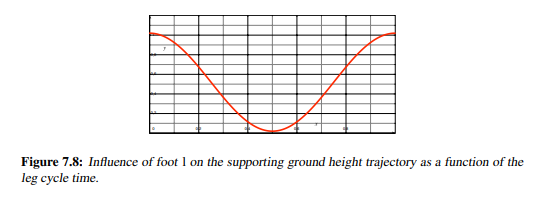 Figure 7.8: Influence of foot 1 on the supporting ground height trajectory as a function of the
leg cycle time.